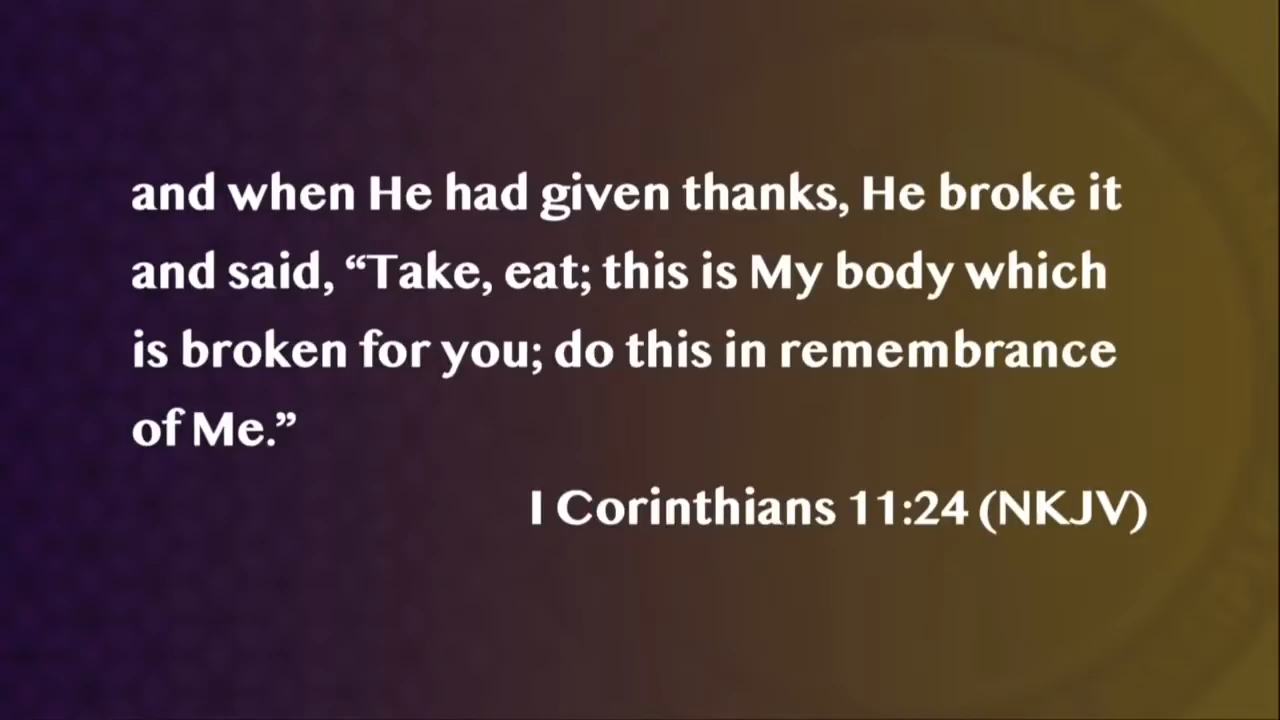 and when He had given thanks, He broke it
and said, “Take, eat; this is My body which
is broken for you; do this in remembrance
of Me.”
I Corinthians 11:24 (NKJV)